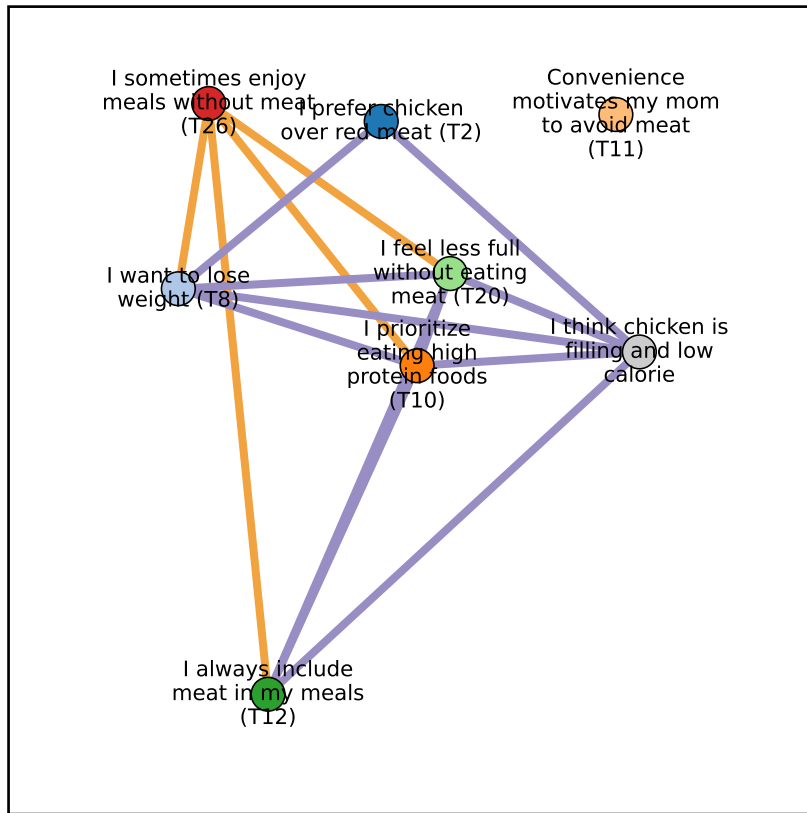 I sometimes enjoy
meals without meat
(T26)
I prefer chicken
over red meat (T2)
Convenience
motivates my mom
to avoid meat
(T11)
I want to lose
weight (T8)
I feel less full
without eating
meat (T20)
I prioritize
eating high
protein foods
(T10)
I think chicken is
filling and low
calorie
I always include
meat in my meals
(T12)